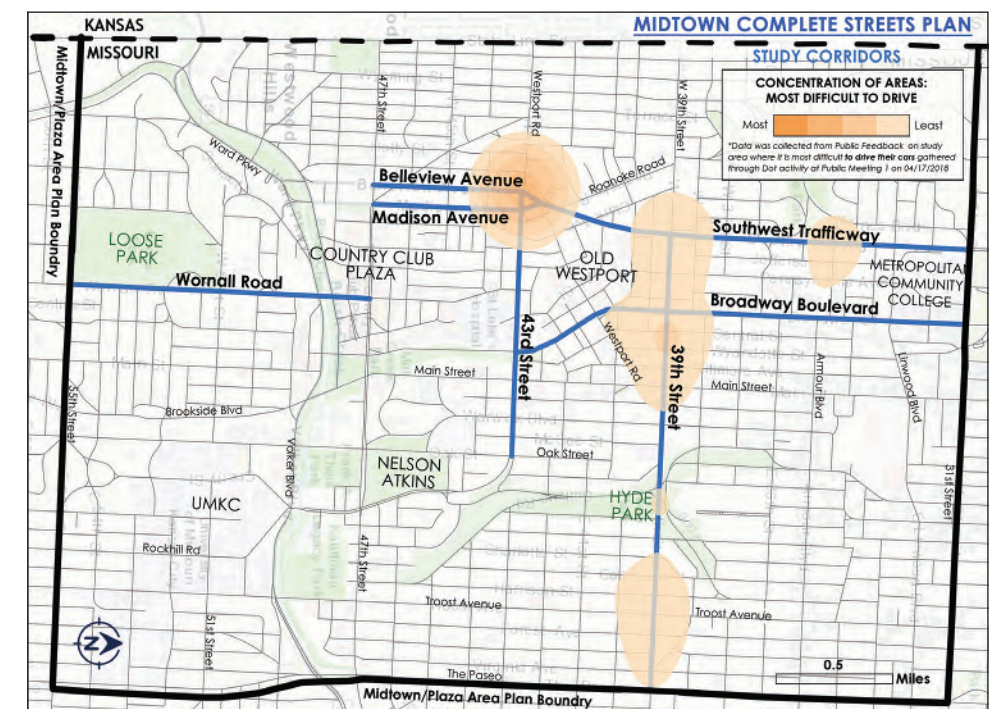 KANSAS
MISSOURI
MIDTOWN COMPLETE STREETS PLAN
STUDY CORRIDORS
CONCENTRATION OF AREAS:
MOST DIFFICULT TO DRIVE
Most
Least
*Data was collected from Public Feedback on study
area where it is most difficult to drive their cars gathered
through Dot activity at Public Meeting 1 on 04/17/2018
Midtown/Plaza Area Plan Boundry
47th Street
Westport Rd
W 39th Street
Ward Pkwy
Roanoke Road
Belleview Avenue
Madison Avenue
Southwest Trafficway
LOOSE
PARK
COUNTRY CLUB
PLAZA
OLD
WESTPORT
METROPOLITAN
COMMUNITY
COLLEGE
Wornall Road
Broadway Boulevard
43rd Street
Westport Rd
39th Street
Main Street
Main Street
Armour Blvd
Linwood Blvd
55th Street
Brookside Blvd
Volker Blvd
Oak Street
NELSON
ATKINS
UMKC
HYDE
PARK
31st Street
Rockhill Rd
47th Street
Troost Avenue
Troost Avenue
51st Street
The Paseo
0.5
Miles
N
Midtown/Plaza Area Plan Boundry